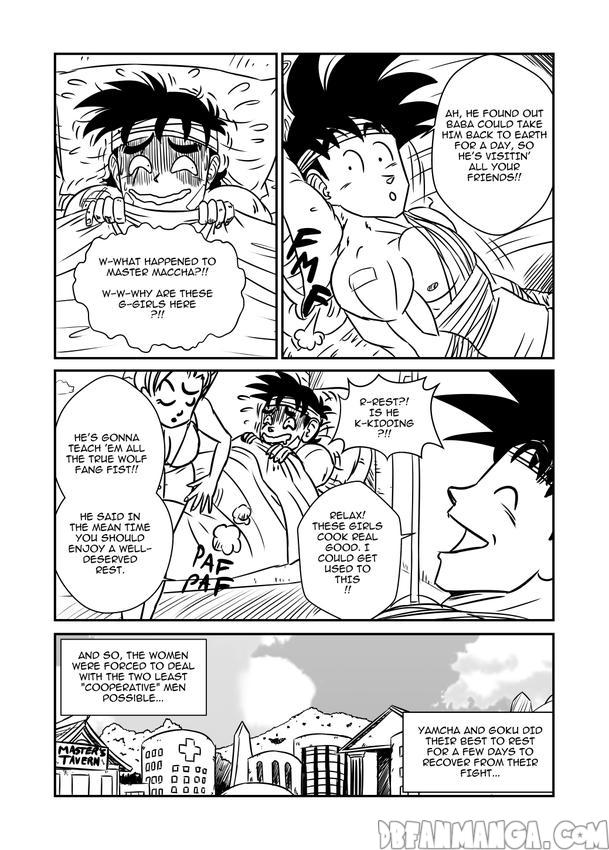 W-WHAT HAPPENED TO
MASTER MACCHA?!!
W-W-WHY ARE THESE
G-GIRLS HERE
?!!
AH, HE FOUND OUT
BABA COULD TAKE
HIM BACK TO EARTH
FOR A DAY, SO
HE'S VISITIN'
ALL YOUR
FRIENDS!!
FMF
HE'S GONNA
TEACH 'EM ALL
THE TRUE WOLF
FANG FIST!!
HE SAID IN
THE MEAN TIME
YOU SHOULD
ENJOY A WELL-
DESERVED
REST.
PAF
PAF
R-REST?!
IS HE
K-KIDDING
?!!
RELAX!
THESE GIRLS
COOK REAL
GOOD. I
COULD GET
USED TO
THIS
!!
AND SO, THE WOMEN
WERE FORCED TO DEAL
WITH THE TWO LEAST
"COOPERATIVE" MEN
POSSIBLE...
MASTER'S
TAVERN
YAMCHA AND GOKU DID
THEIR BEST TO REST
FOR A FEW DAYS TO
RECOVER FROM THEIR
FIGHT...
DBFANMANGA.COM